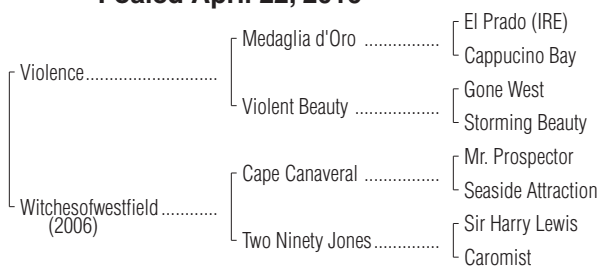 Foaled April 22, 2016
El Prado (IRE)
Medaglia d'Oro ................
Cappucino Bay
Violence...........................
Gone West
Violent Beauty ..................
Storming Beauty
Mr. Prospector
Cape Canaveral ................
Seaside Attraction
Witchesofwestfield ............
(2006)
Sir Harry Lewis
Two Ninety Jones..............
Caromist